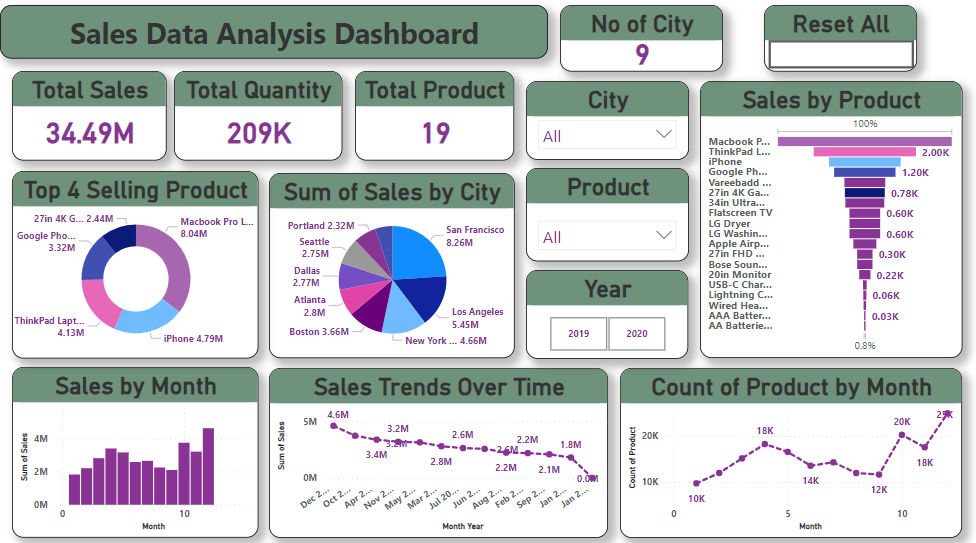 Sales Data Analysis Dashboard
No of City
9
Reset All
Total Sales
34.49M
Total Quantity
209K
Total Product
19
City
All
Product
All
Year
2019
2020
Sales by Product
100%
Macbook P...
ThinkPad L...
2.00K
iPhone
Google Ph...
1.20K
Vareebadd ...
27in 4K Ga...
0.78K
34in Ultra...
Flatscreen TV
0.60K
LG Dryer
LG Washin...
0.60K
Apple Airp...
27in FHD ...
0.30K
Bose Soun...
20in Monitor
0.22K
USB-C Char...
Lightning C...
0.06K
Wired Hea...
AAA Batter...
0.03K
AA Batterie...
0.8%
Top 4 Selling Product
27in 4K G... 2.44M
Macbook Pro L...
8.04M
Google Pho...
3.32M
ThinkPad Lapt...
4.13M
iPhone 4.79M
Sum of Sales by City
Portland 2.32M
San Francisco
8.26M
Seattle
2.75M
Dallas
2.77M
Atlanta
2.8M
Los Angeles
5.45M
Boston 3.66M
New York ... 4.66M
Sales by Month
Sum of Sales
4M
2M
0M
0
10
Month
Sales Trends Over Time
Sum of Sales
5M
0M
4.6M
3.4M
3.2M
3.2M
2.8M
2.6M
2.6M
2.2M
2.2M
2.1M
1.8M
0.0M
Dec 2...
Oct 2...
Apr 2...
Nov 2...
May 2...
Mar 2...
Jul 20...
Jun 2...
Aug 2...
Feb 2...
Sep 2...
Jan 2...
Jan 2...
Month Year
Count of Product by Month
Count of Product
20K
10K
10K
18K
14K
12K
20K
18K
25K
0
5
10
Month